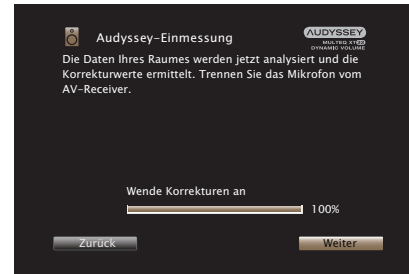 Audyssey-Einmessung
AUDYSSEY
MULTEQ XT32
DYNAMIC VOLUME
Die Daten Ihres Raumes werden jetzt analysiert und die
Korrekturwerte ermittelt. Trennen Sie das Mikrofon vom
AV-Receiver.
Wende Korrekturen an
100%
Zurück
Weiter